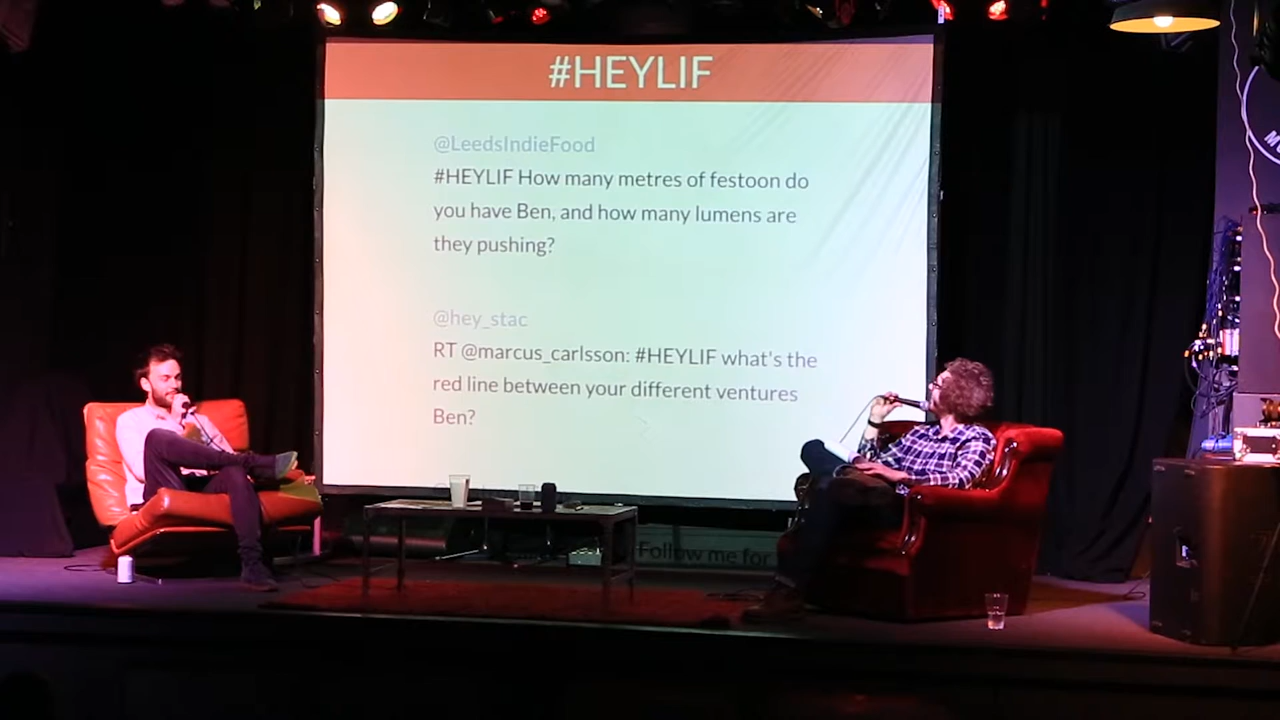 #HEYLIF
@LeedsIndieFood
#HEYLIF How many metres of festoon do
you have Ben, and how many lumens are
they pushing?
@hey_stac
RT @marcus_carlsson: #HEYLIF what's the
red line between your different ventures
Ben?
Follow me for